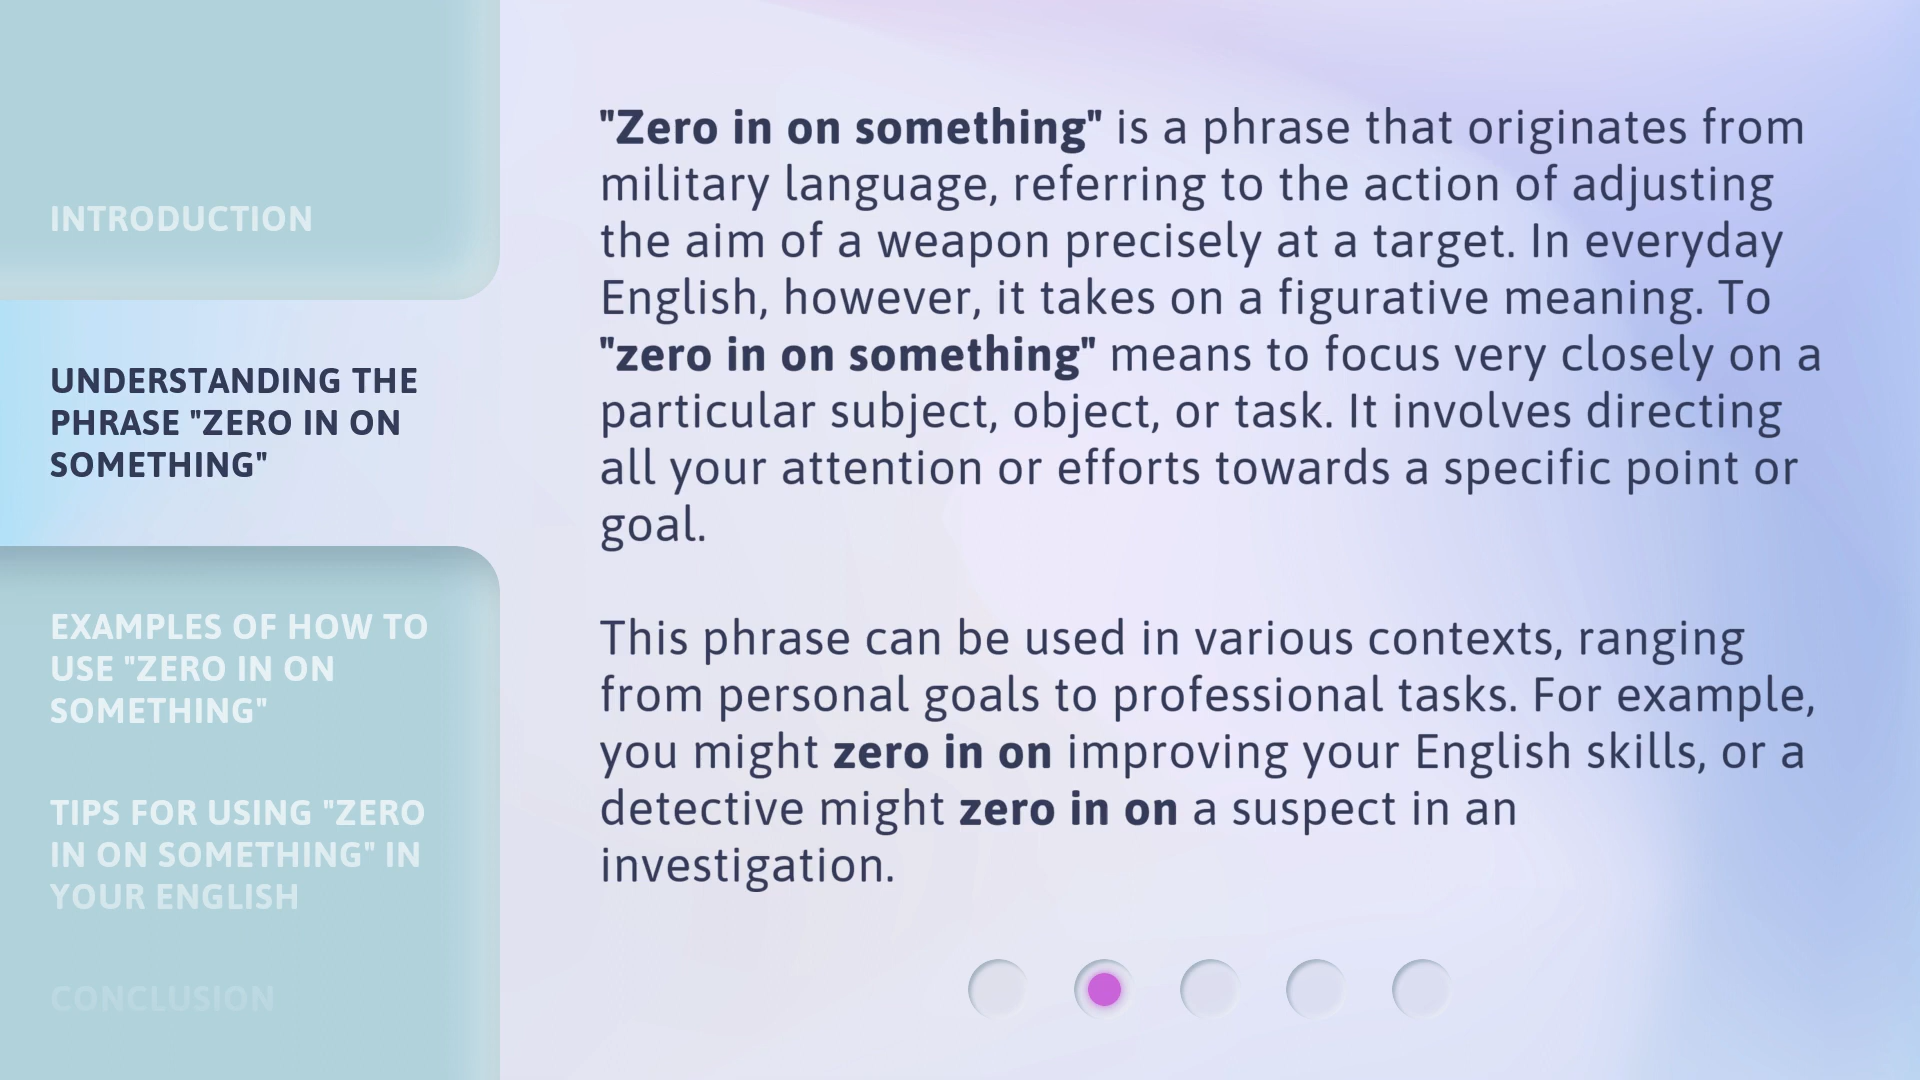 INTRODUCTION
UNDERSTANDING THE
PHRASE "ZERO IN ON
SOMETHING"
EXAMPLES OF HOW TO
USE "ZERO IN ON
SOMETHING"
TIPS FOR USING "ZERO
IN ON SOMETHING" IN
YOUR ENGLISH
CONCLUSION
"Zero in on something" is a phrase that originates from
military language, referring to the action of adjusting
the aim of a weapon precisely at a target. In everyday
English, however, it takes on a figurative meaning. To
"zero in on something" means to focus very closely on a
particular subject, object, or task. It involves directing
all your attention or efforts towards a specific point or
goal.
This phrase can be used in various contexts, ranging
from personal goals to professional tasks. For example,
you might zero in on improving your English skills, or a
detective might zero in on a suspect in an
investigation.